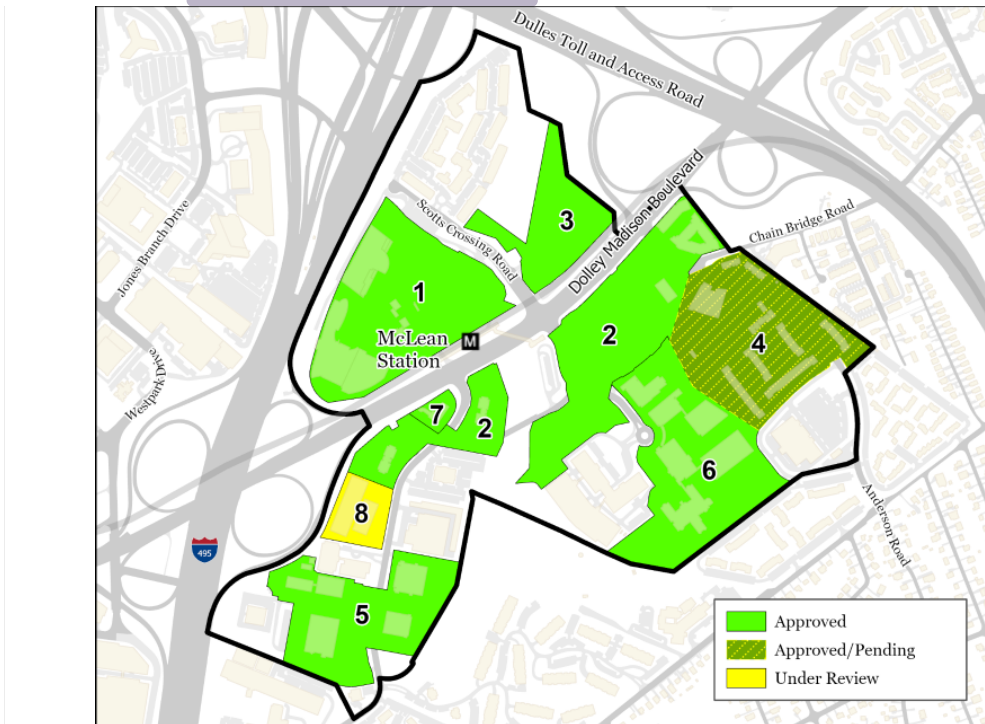 Dulles Toll and Access Road
Jones Branch Drive
Scotts Crossing Road
3
Dolley Madison Boulevard
Chain Bridge Road
1
McLean
Station
M
2
4
Westpark Drive
7
2
6
8
Anderson Road
495
5
Approved
Approved/Pending
Under Review